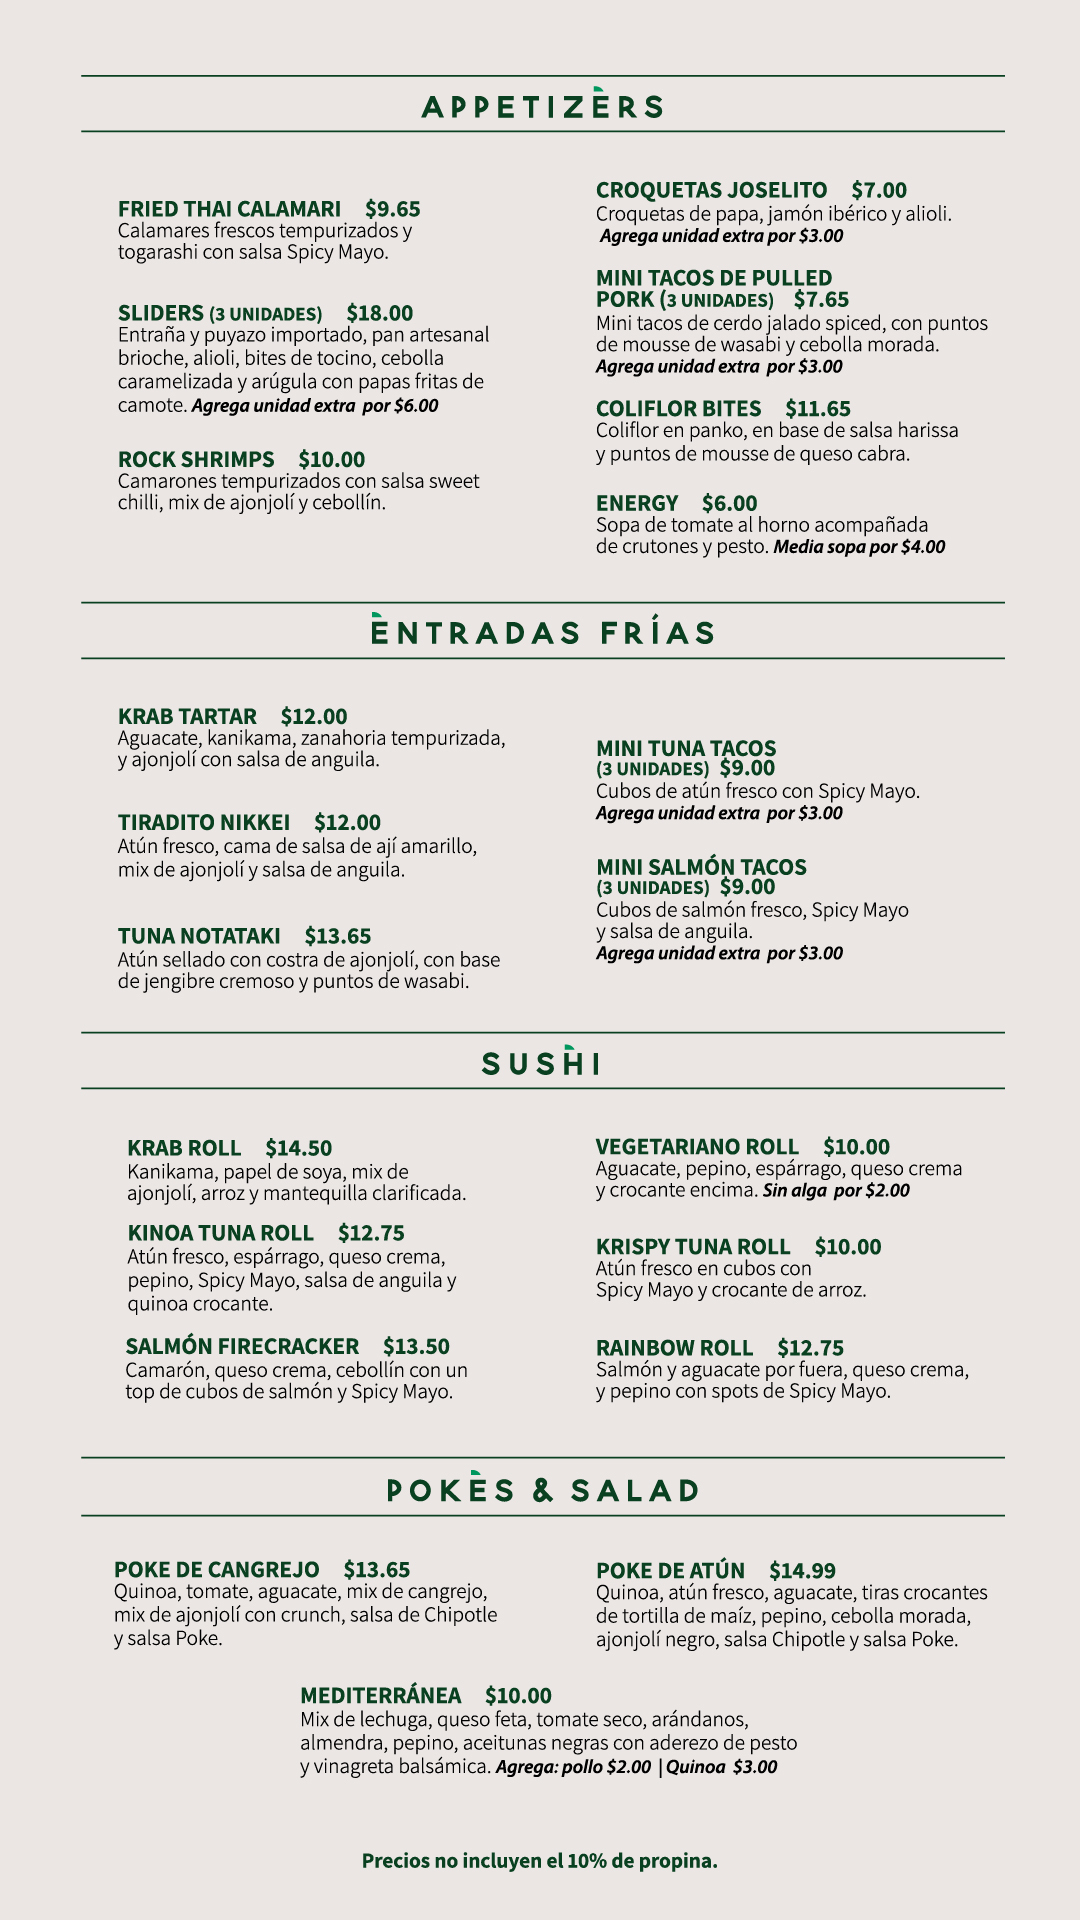 APPETIZÈRS
FRIED THAI CALAMARI $9.65
Calamares frescos tempurizados y
togarashi con salsa Spicy Mayo.
SLIDERS (3 UNIDADES) $18.00
Entraña y puyazo importado, pan artesanal
brioche, alioli, bites de tocino, cebolla
caramelizada y arúgula con papas fritas de
camote. Agrega unidad extra por $6.00
ROCK SHRIMPS $10.00
Camarones tempurizados con salsa sweet
chilli, mix de ajonjolí y cebollín.
CROQUETAS JOSELITO $7.00
Croquetas de papa, jamón ibérico y alioli.
Agrega unidad extra por $3.00
MINI TACOS DE PULLED
PORK (3 UNIDADES) $7.65
Mini tacos de cerdo jalado spiced, con puntos
de mousse de wasabi y cebolla morada.
Agrega unidad extra por $3.00
COLIFLOR BITES $11.65
Coliflor en panko, en base de salsa harissa
y puntos de mousse de queso cabra.
ENERGY $6.00
Sopa de tomate al horno acompañada
de crutones y pesto. Media sopa por $4.00
ÈNTRADAS FRÍAS
KRAB TARTAR $12.00
Aguacate, kanikama, zanahoria tempurizada,
y ajonjolí con salsa de anguila.
TIRADITO NIKKEI $12.00
Atún fresco, cama de salsa de ají amarillo,
mix de ajonjolí y salsa de anguila.
TUNA NOTATAKI $13.65
Atún sellado con costra de ajonjolí, con base
de jengibre cremoso y puntos de wasabi.
MINI TUNA TACOS
(3 UNIDADES) $9.00
Cubos de atún fresco con Spicy Mayo.
Agrega unidad extra por $3.00
MINI SALMÓN TACOS
(3 UNIDADES) $9.00
Cubos de salmón fresco, Spicy Mayo
y salsa de anguila.
Agrega unidad extra por $3.00
SUSHI
KRAB ROLL $14.50
Kanikama, papel de soya, mix de
ajonjolí, arroz y mantequilla clarificada.
KINOA TUNA ROLL $12.75
Atún fresco, espárrago, queso crema,
pepino, Spicy Mayo, salsa de anguila y
quinoa crocante.
SALMÓN FIRECRACKER $13.50
Camarón, queso crema, cebollín con un
top de cubos de salmón y Spicy Mayo.
VEGETARIANO ROLL $10.00
Aguacate, pepino, espárrago, queso crema
y crocante encima. Sin alga por $2.00
KRISPY TUNA ROLL $10.00
Atún fresco en cubos con
Spicy Mayo y crocante de arroz.
RAINBOW ROLL $12.75
Salmón y aguacate por fuera, queso crema,
y pepino con spots de Spicy Mayo.
POKÈS & SALAD
POKE DE CANGREJO $13.65
Quinoa, tomate, aguacate, mix de cangrejo,
mix de ajonjolí con crunch, salsa de Chipotle
y salsa Poke.
POKE DE ATÚN $14.99
Quinoa, atún fresco, aguacate, tiras crocantes
de tortilla de maíz, pepino, cebolla morada,
ajonjolí negro, salsa Chipotle y salsa Poke.
MEDITERRÁNEA $10.00
Mix de lechuga, queso feta, tomate seco, arándanos,
almendra, pepino, aceitunas negras con aderezo de pesto
y vinagreta balsámica. Agrega: pollo $2.00 | Quinoa $3.00
Precios no incluyen el 10% de propina.